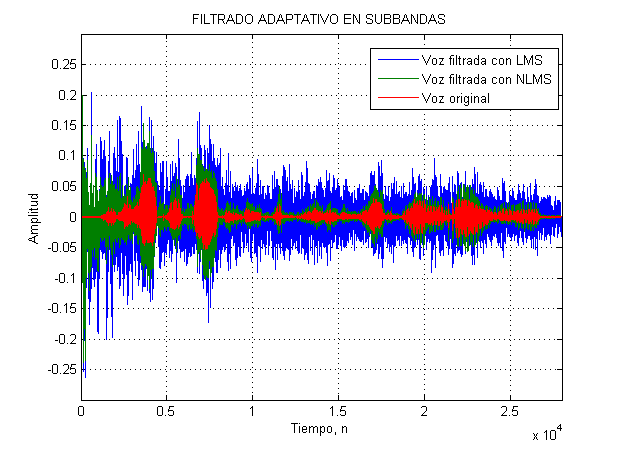 FILTRADO ADAPTATIVO EN SUBBANDAS
Voz filtrada con LMS
Voz filtrada con NLMS
Voz original
0.25
0.2
0.15
0.1
0.05
0
-0.05
-0.1
-0.15
-0.2
-0.25
Amplitud
0 0.5 1 1.5 2 2.5
Tiempo, n
x 10^4